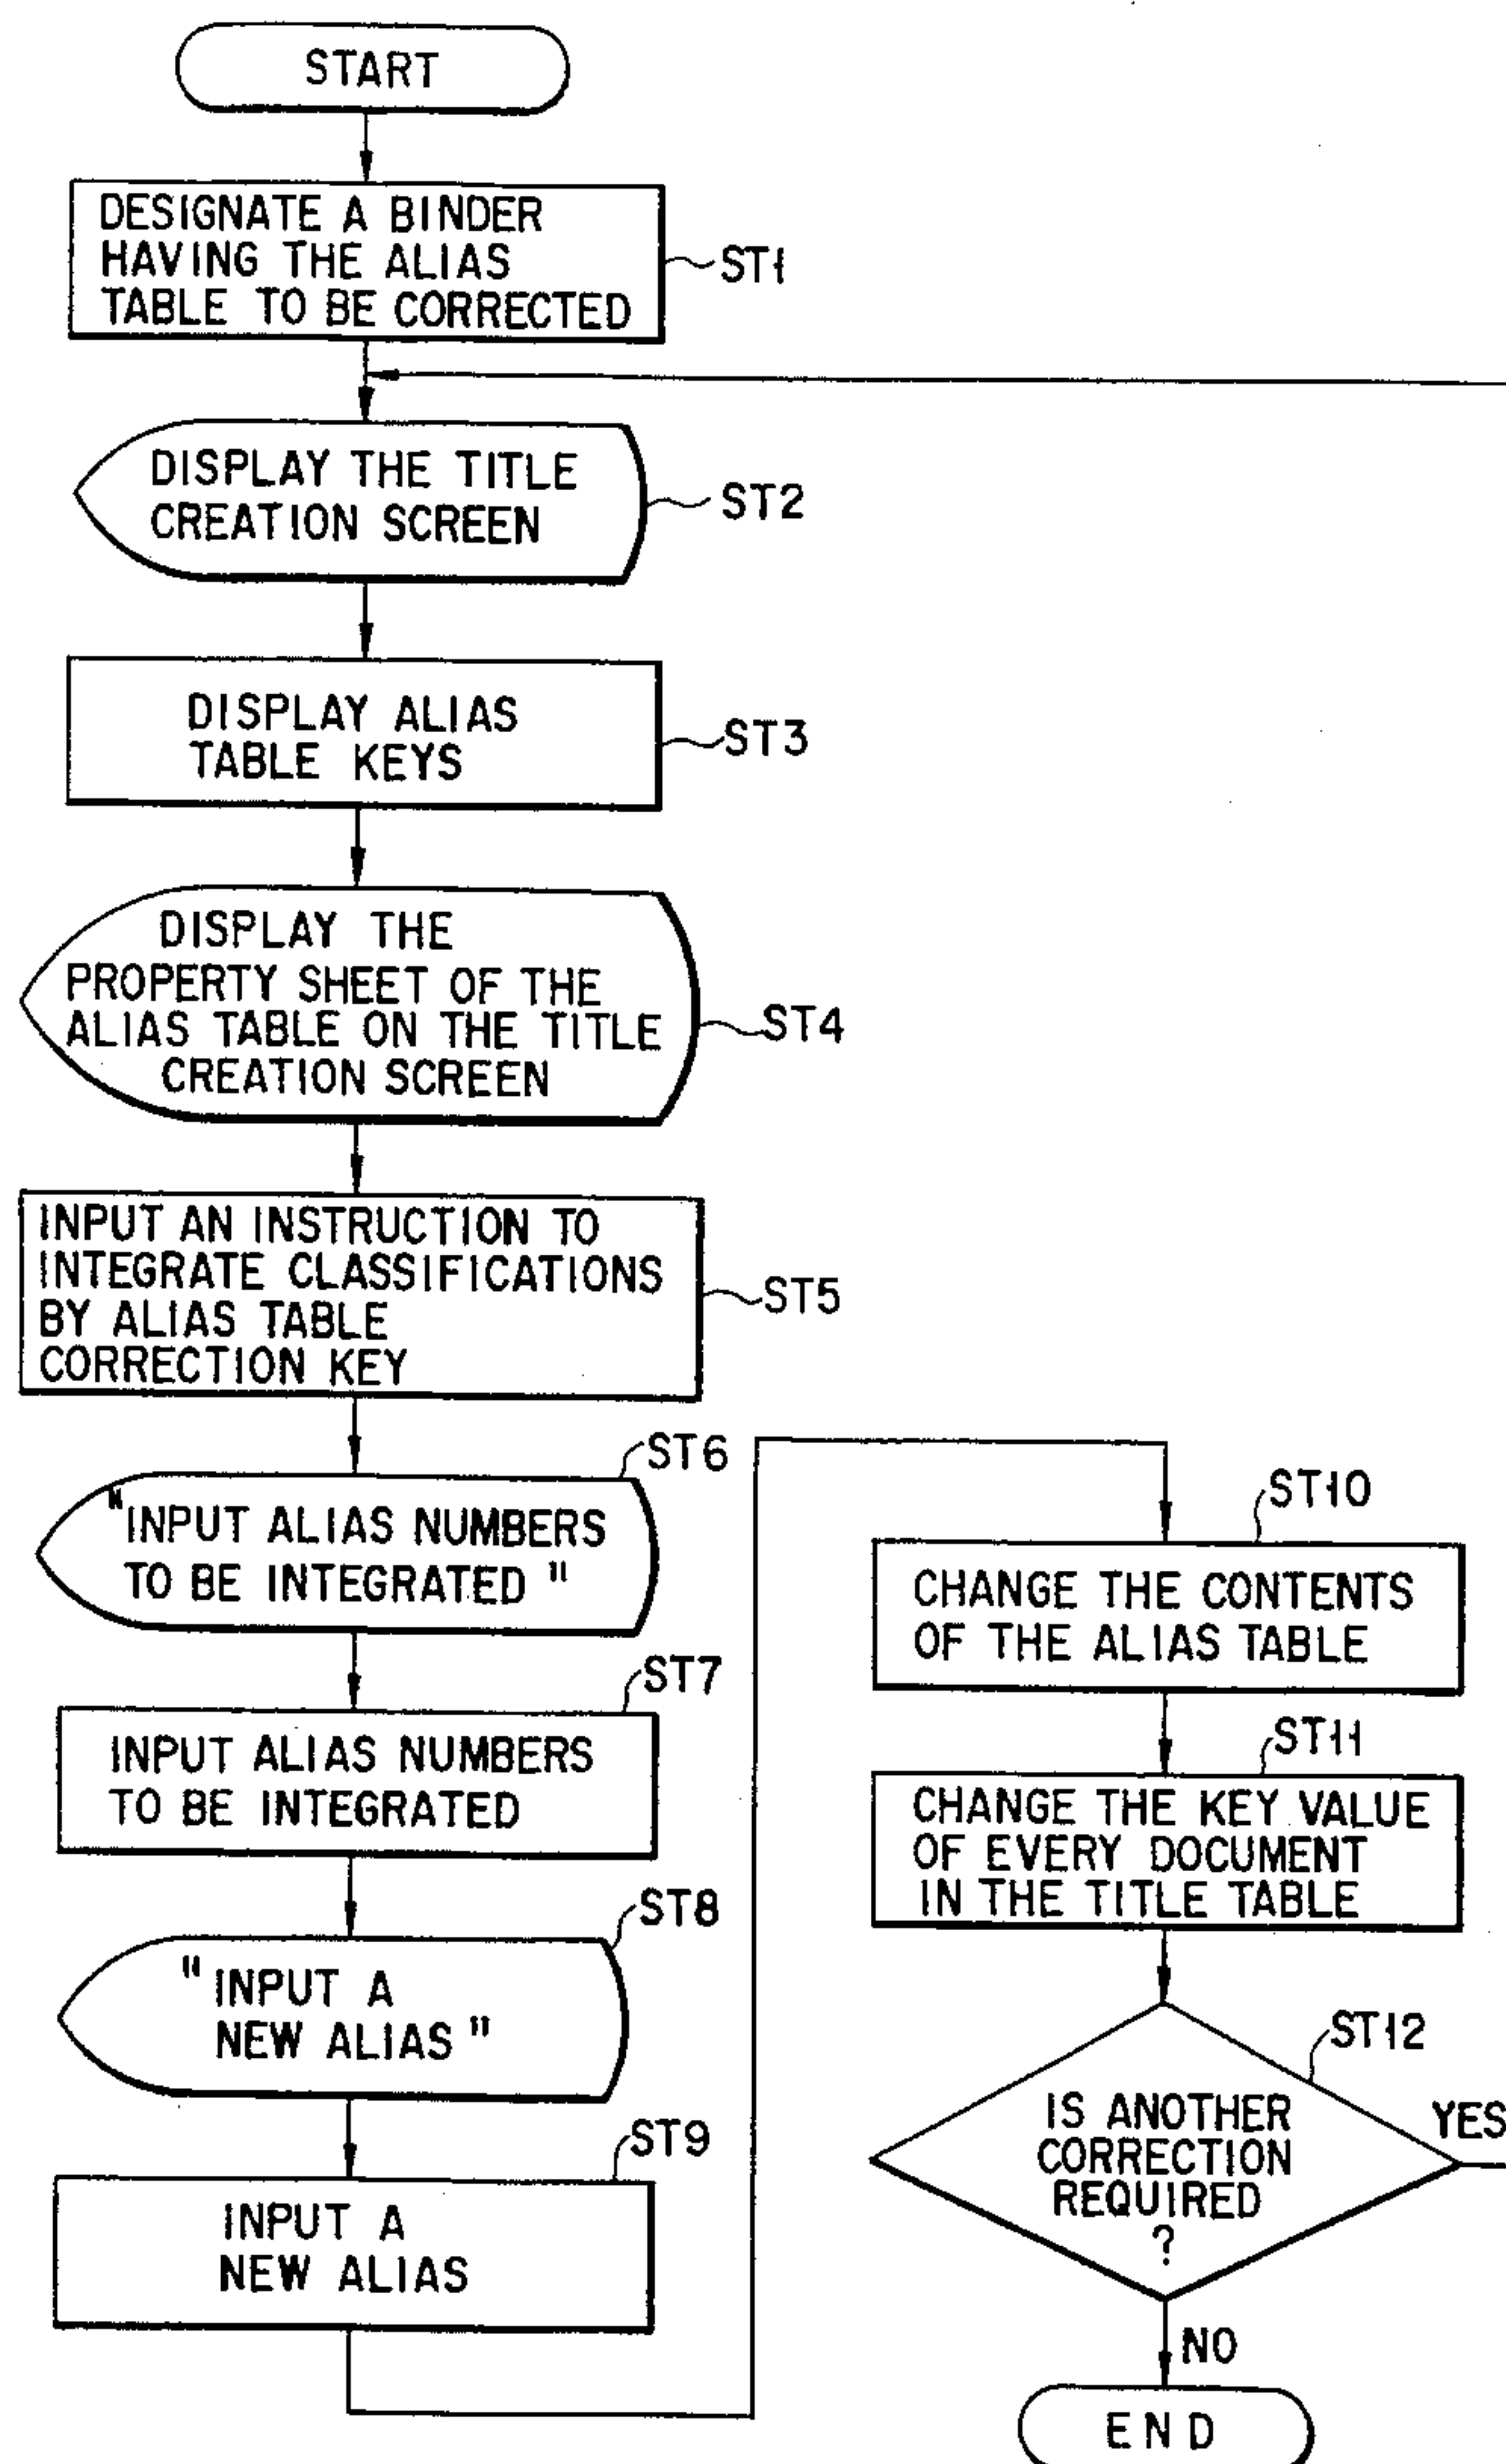 START
DESIGNATE A BINDER
HAVING THE ALIAS
TABLE TO BE CORRECTED
ST1
DISPLAY THE TITLE
CREATION SCREEN
ST2
DISPLAY ALIAS
TABLE KEYS
ST3
DISPLAY THE
PROPERTY SHEET OF THE
ALIAS TABLE ON THE TITLE
CREATION SCREEN
ST4
INPUT AN INSTRUCTION TO
INTEGRATE CLASSIFICATIONS
BY ALIAS TABLE
CORRECTION KEY
ST5
ST6
"INPUT ALIAS NUMBERS
TO BE INTEGRATED"
ST7
INPUT ALIAS NUMBERS
TO BE INTEGRATED
ST8
"INPUT A
NEW ALIAS"
ST9
INPUT A
NEW ALIAS
ST10
CHANGE THE CONTENTS
OF THE ALIAS TABLE
ST11
CHANGE THE KEY VALUE
OF EVERY DOCUMENT
IN THE TITLE TABLE
ST12
IS ANOTHER
CORRECTION
REQUIRED
?
YES
NO
END